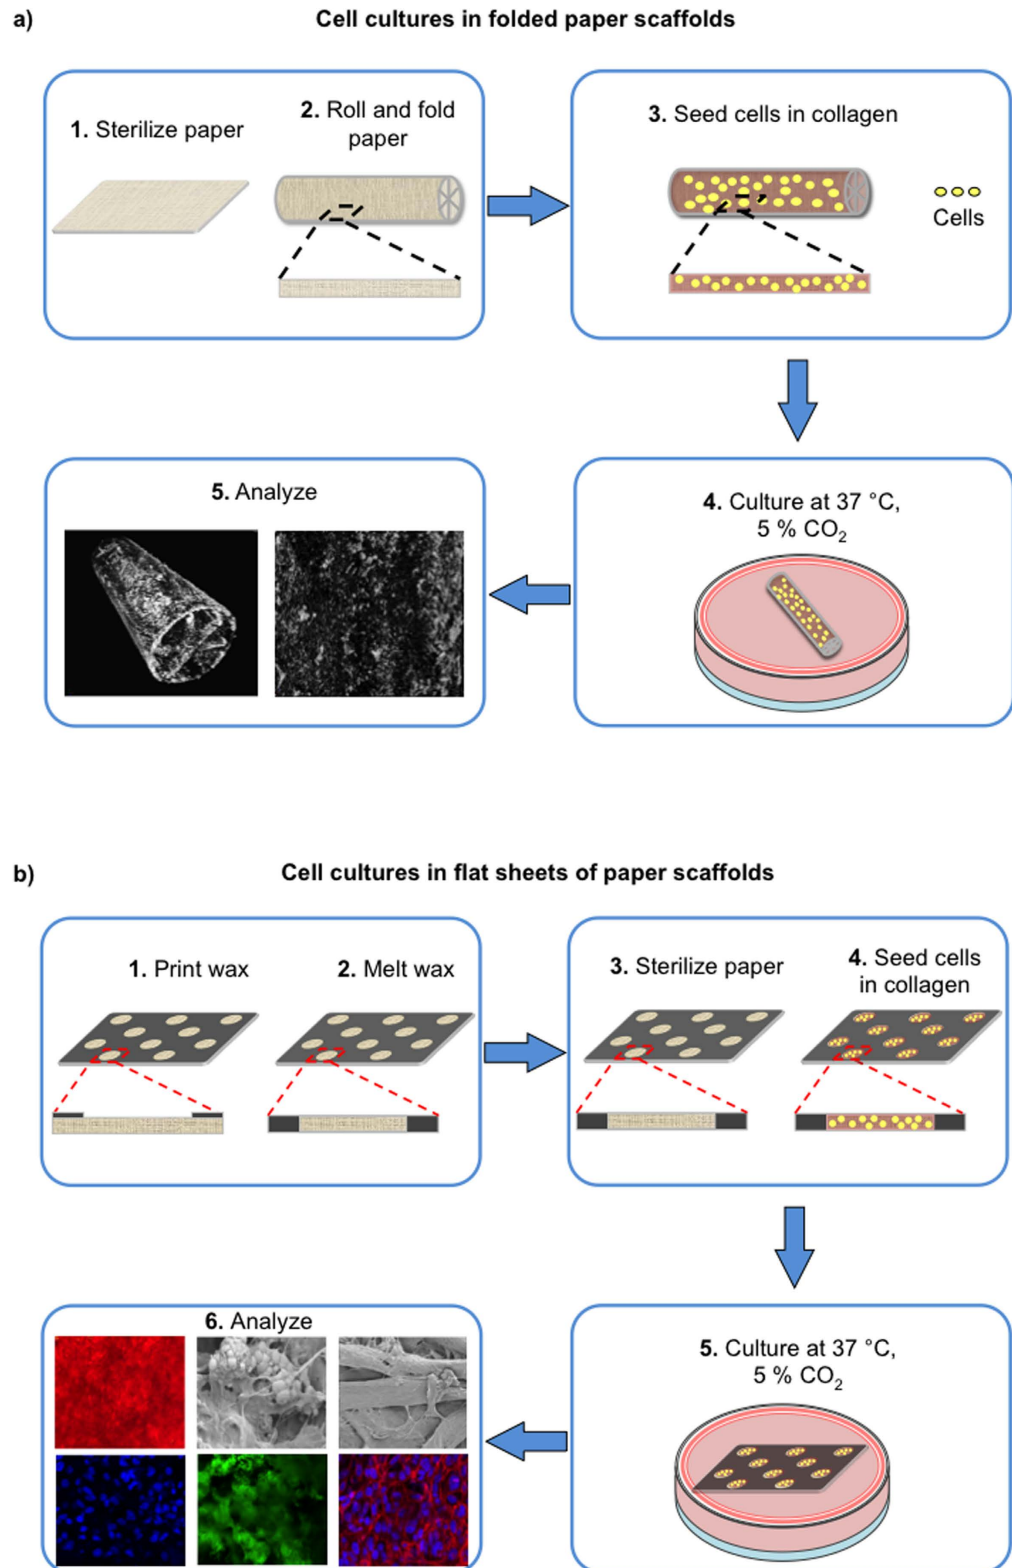 a)
Cell cultures in folded paper scaffolds
1. Sterilize paper
2. Roll and fold
paper
3. Seed cells in collagen
Cells
5. Analyze
4. Culture at 37 °C,
5 % CO₂
b)
Cell cultures in flat sheets of paper scaffolds
1. Print wax
2. Melt wax
3. Sterilize paper
4. Seed cells
in collagen
6. Analyze
5. Culture at 37 °C,
5 % CO₂